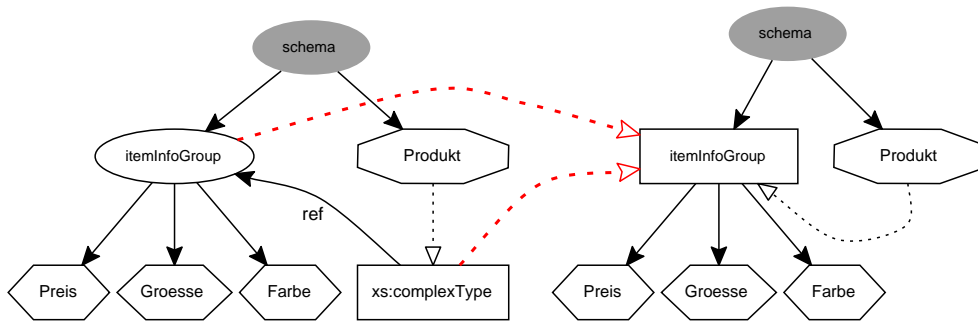 schema
schema
itemInfoGroup
Produkt
itemInfoGroup
Produkt
ref
Preis
Groesse
Farbe
xs:complexType
Preis
Groesse
Farbe